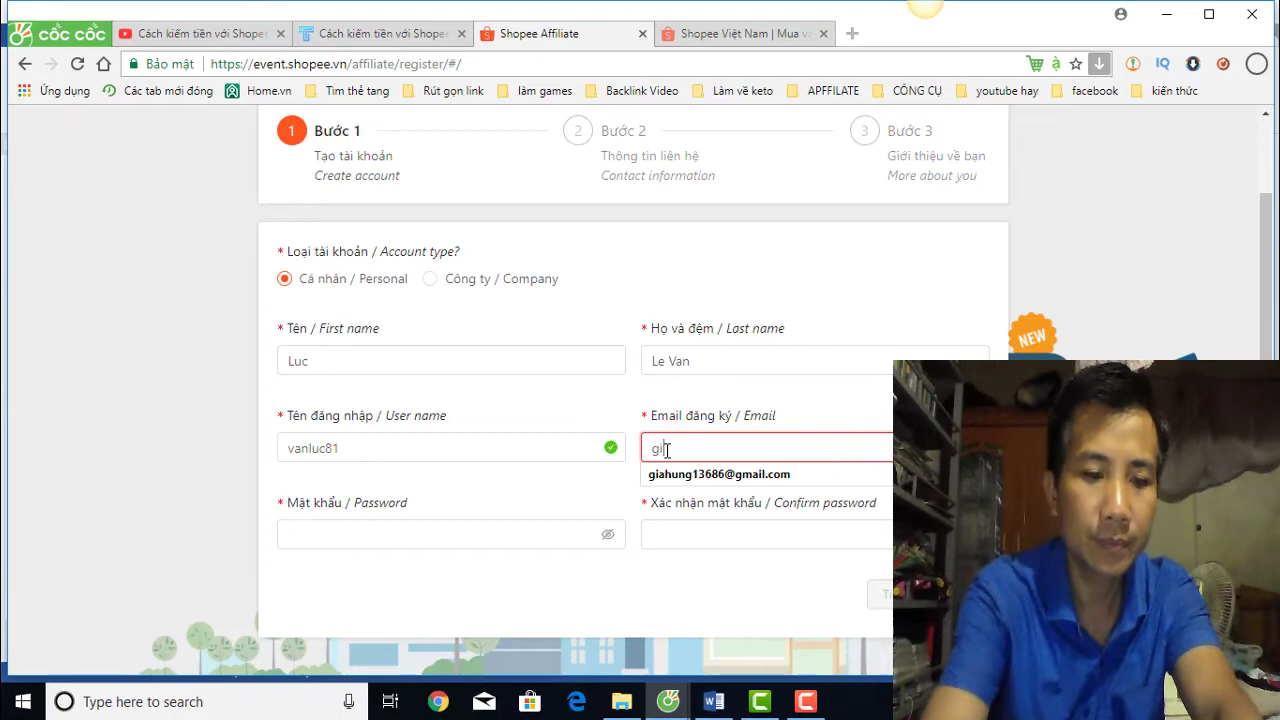 cốc cốc
Cách kiếm tiền với Shopee
Cách kiếm tiền với Shopee
Shopee Affiliate
Shopee Việt Nam | Mua và
Bảo mật
https://event.shopee.vn/affiliate/register/#/
Ứng dụng
Các tab mới đóng
Home.vn
Tim thẻ tang
Rút gọn link
làm games
Backlink Video
Làm về keto
APFFILATE
CÔNG CỤ
youtube hay
facebook
kiến thức
1 Bước 1
2 Bước 2
3 Bước 3
Tạo tài khoản
Thông tin liên hệ
Giới thiệu về bạn
Create account
Contact information
More about you
* Loại tài khoản / Account type?
Cá nhân / Personal
Công ty / Company
* Tên / First name
* Họ và đệm / Last name
NEW
Luc
Le Van
* Tên đăng nhập / User name
* Email đăng ký / Email
vanluc81
gi
giahung13686@gmail.com
* Mật khẩu / Password
* Xác nhận mật khẩu / Confirm password
Type here to search